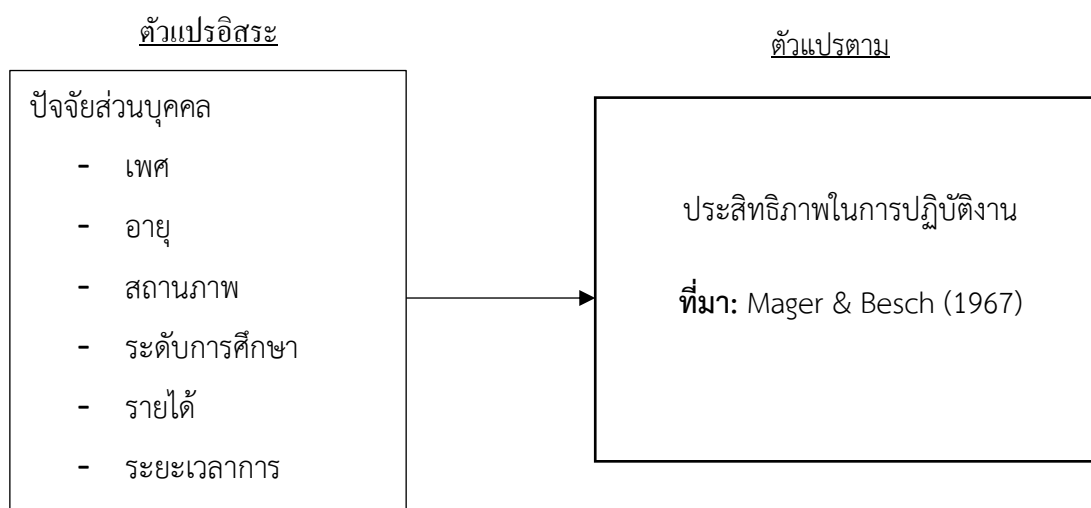 ตัวแปรอิสระ
ปัจจัยส่วนบุคคล
- เพศ
- อายุ
- สถานภาพ
- ระดับการศึกษา
- รายได้
- ระยะเวลาการ
ตัวแปรตาม
ประสิทธิภาพในการปฏิบัติงาน
ที่มา: Mager & Besch (1967)